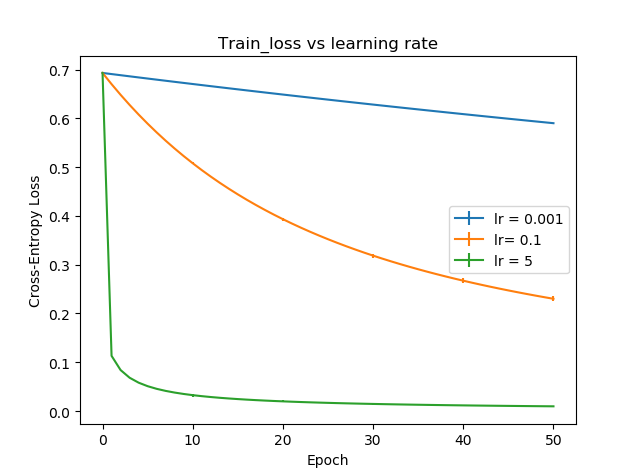 Train_loss vs learning rate
Cross-Entropy Loss
0.7
0.6
0.5
0.4
0.3
0.2
0.1
0.0
lr = 0.001
lr= 0.1
lr = 5
0 10 20 30 40 50
Epoch